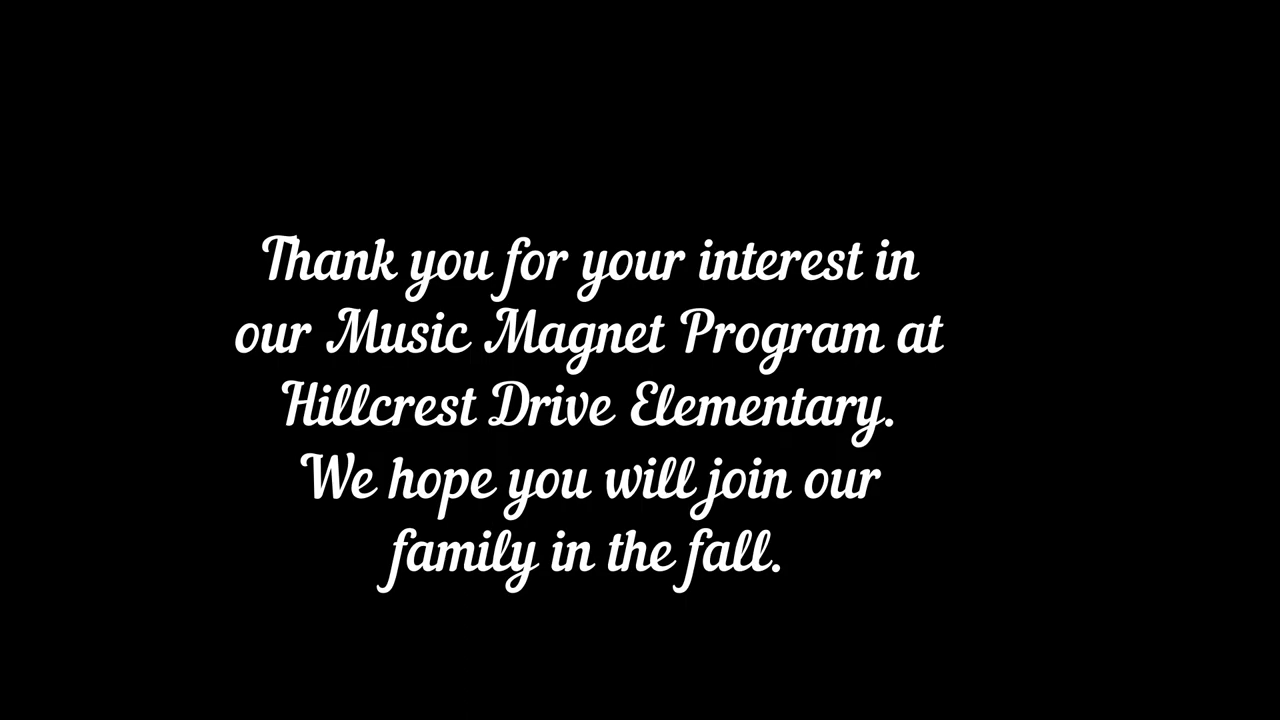 Thank you for your interest in
our Music Magnet Program at
Hillcrest Drive Elementary.
We hope you will join our
family in the fall.